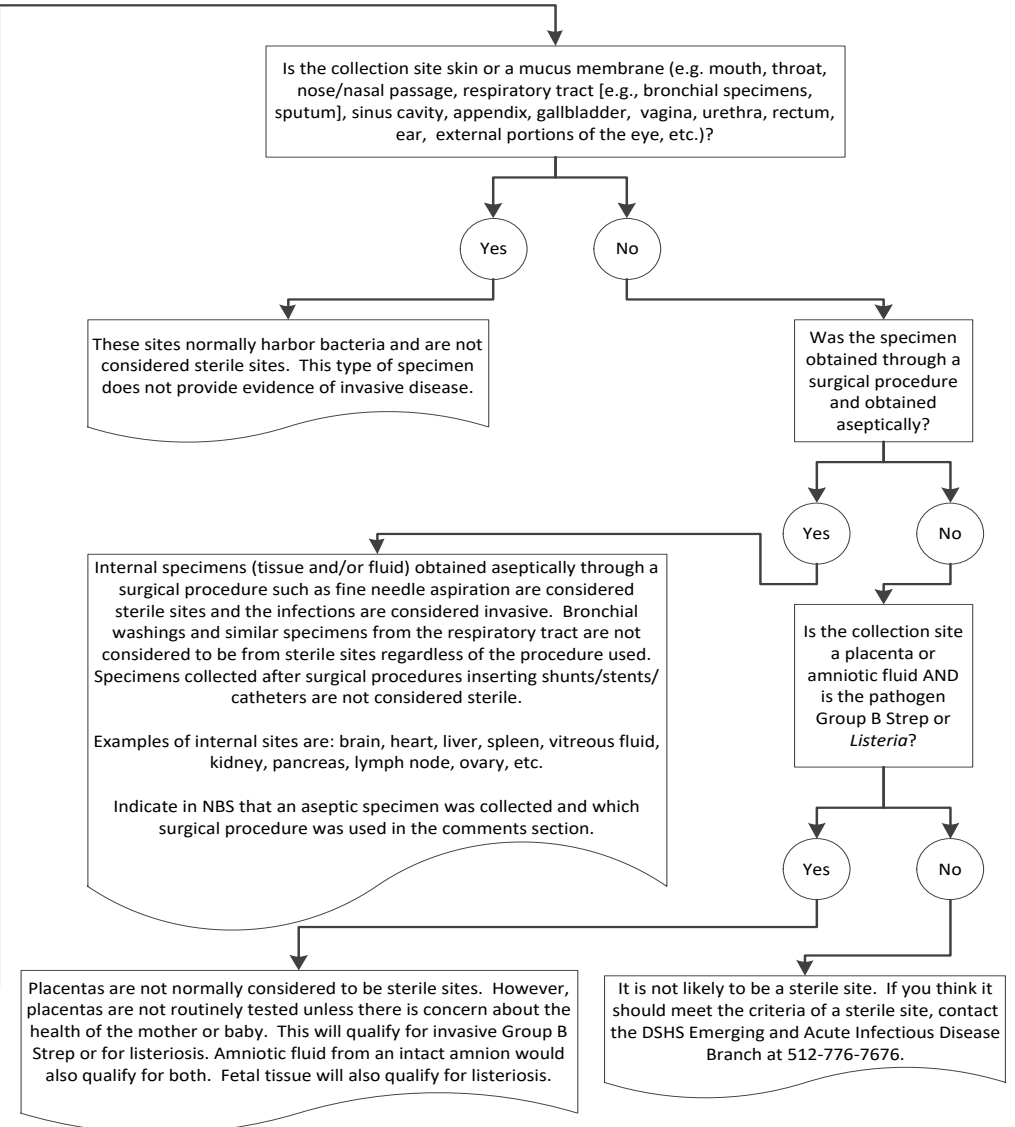 Is the collection site skin or a mucus membrane (e.g. mouth, throat,
nose/nasal passage, respiratory tract [e.g., bronchial specimens,
sputum], sinus cavity, appendix, gallbladder, vagina, urethra, rectum,
ear, external portions of the eye, etc.)?
Yes
No
These sites normally harbor bacteria and are not
considered sterile sites. This type of specimen
does not provide evidence of invasive disease.
Was the specimen
obtained through a
surgical procedure
and obtained
aseptically?
Yes
No
Internal specimens (tissue and/or fluid) obtained aseptically through a
surgical procedure such as fine needle aspiration are considered
sterile sites and the infections are considered invasive. Bronchial
washings and similar specimens from the respiratory tract are not
considered to be from sterile sites regardless of the procedure used.
Specimens collected after surgical procedures inserting shunts/stents/
catheters are not considered sterile.
Examples of internal sites are: brain, heart, liver, spleen, vitreous fluid,
kidney, pancreas, lymph node, ovary, etc.
Indicate in NBS that an aseptic specimen was collected and which
surgical procedure was used in the comments section.
Is the collection site
a placenta or
amniotic fluid AND
is the pathogen
Group B Strep or
Listeria?
Yes
No
Placentas are not normally considered to be sterile sites. However,
placentas are not routinely tested unless there is concern about the
health of the mother or baby. This will qualify for invasive Group B
Strep or for listeriosis. Amniotic fluid from an intact amnion would
also qualify for both. Fetal tissue will also qualify for listeriosis.
It is not likely to be a sterile site. If you think it
should meet the criteria of a sterile site, contact
the DSHS Emerging and Acute Infectious Disease
Branch at 512-776-7676.